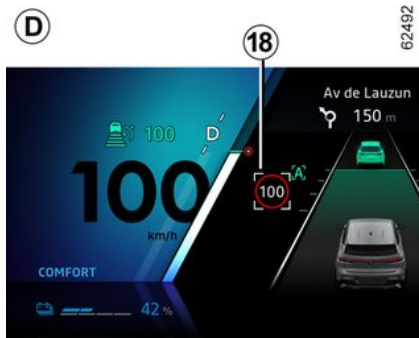 D
18
62492
Av de Lauzun
150 m
100
D
A
100
100
km/h
COMFORT
42 %